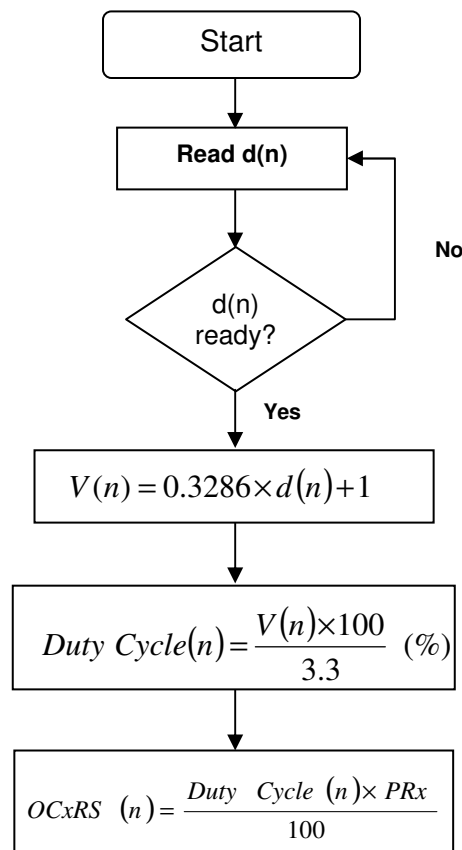 Start
Read d(n)
No
d(n)
ready?
Yes
V(n) = 0.3286 × d(n) + 1
Duty Cycle(n) = V(n) × 100 / 3.3 (%)
OCxRS (n) = Duty Cycle (n) × PRx / 100